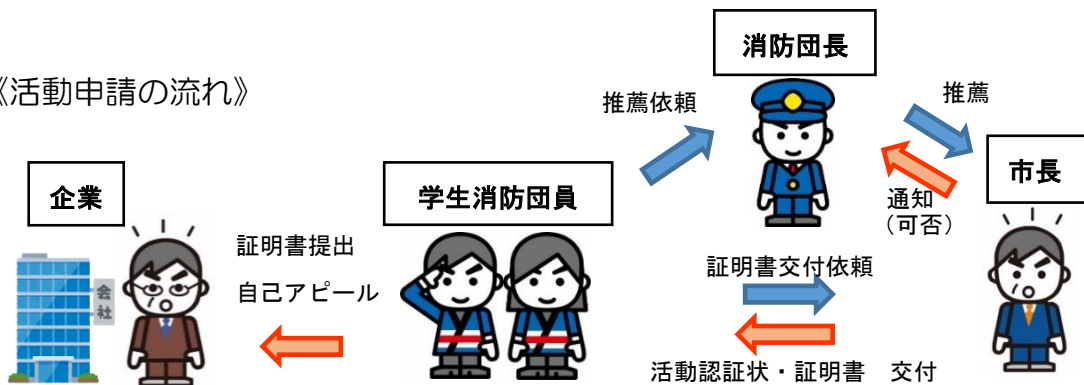 《活動申請の流れ》
消防団長
推薦依頼
推薦
企業
学生消防団員
市長
通知
（可否）
証明書提出
自己アピール
会社
証明書交付依頼
活動認証状・証明書　交付